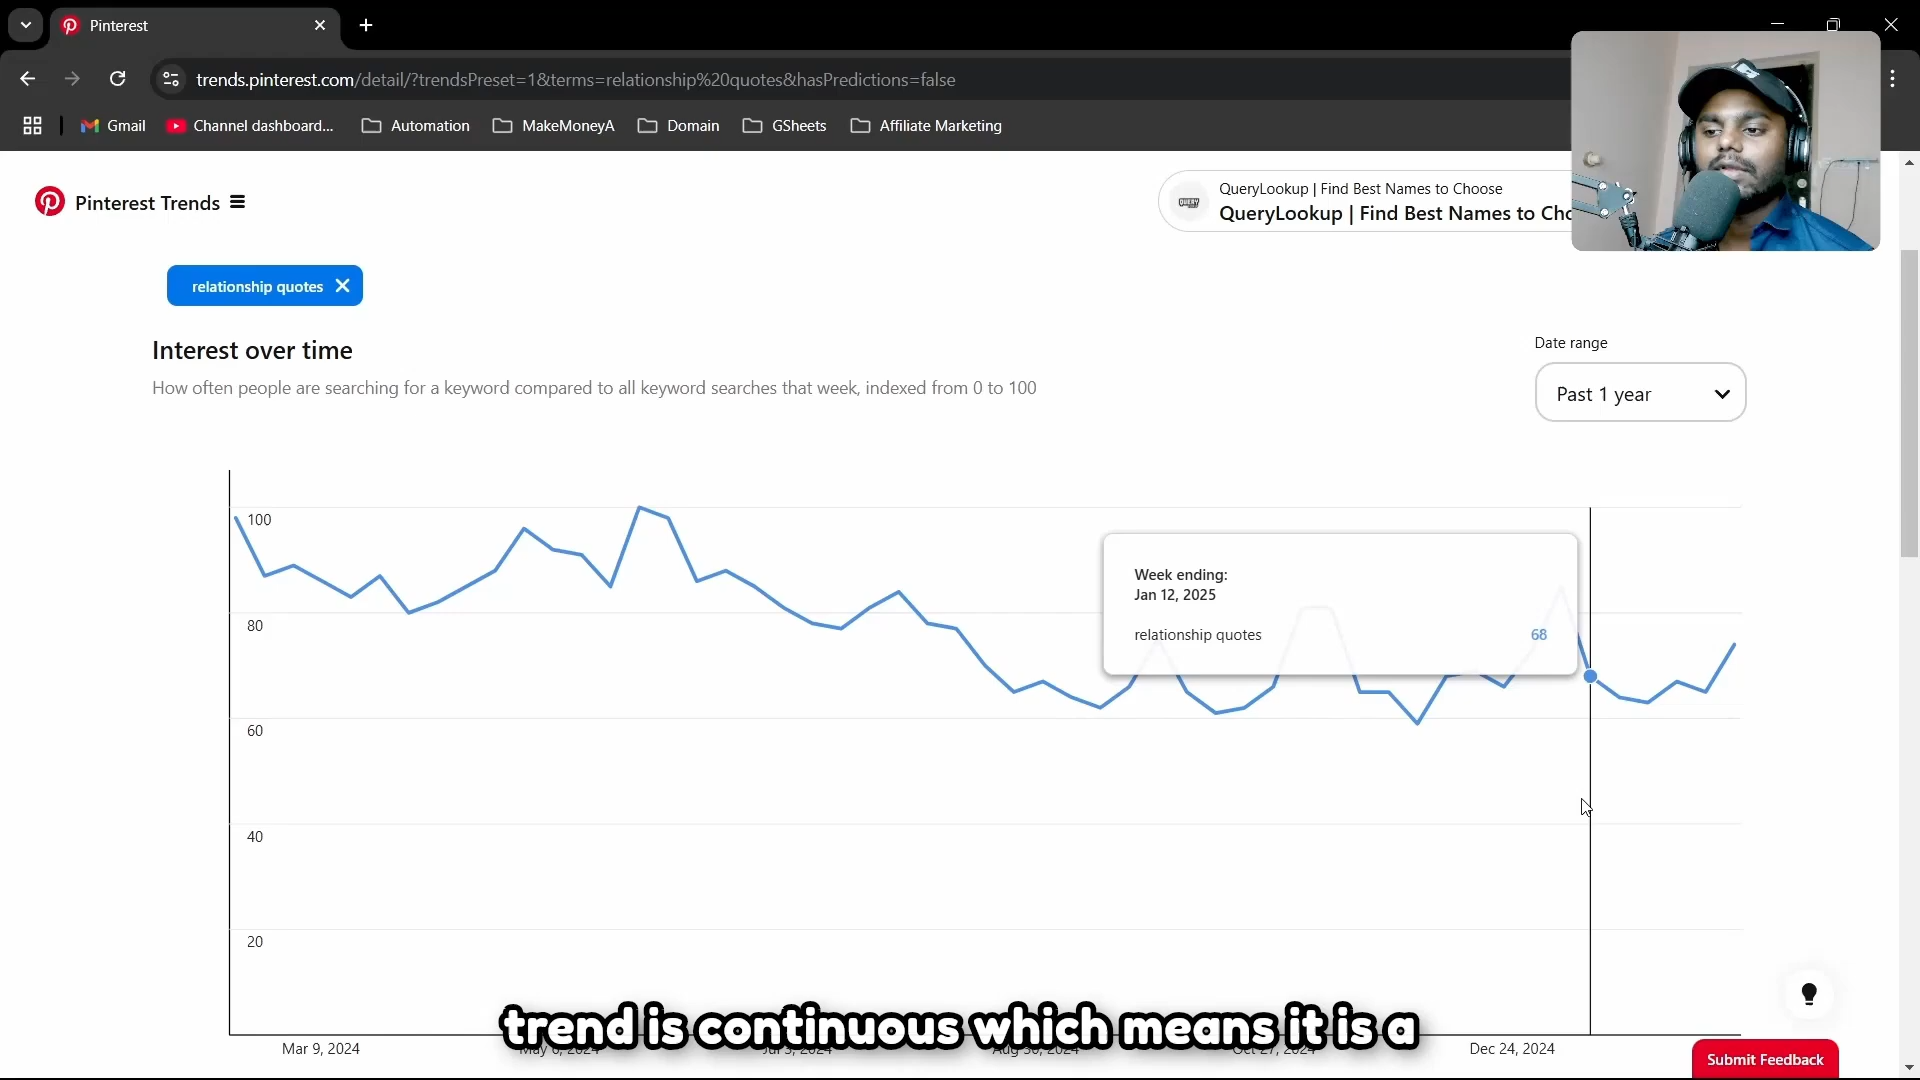 Pinterest
trends.pinterest.com/detail/?trendsPreset=1&terms=relationship%20quotes&hasPredictions=false
Gmail
Channel dashboard...
Automation
MakeMoneyA
Domain
GSheets
Affiliate Marketing
Pinterest Trends
QueryLookup | Find Best Names to Choose
QueryLookup | Find Best Names to Cho
relationship quotes
Interest over time
How often people are searching for a keyword compared to all keyword searches that week, indexed from 0 to 100
Date range
Past 1 year
100
80
60
40
20
Week ending:
Jan 12, 2025
relationship quotes 68
trend is continuous which means it is a
Mar 9, 2024
Dec 24, 2024
Submit Feedback